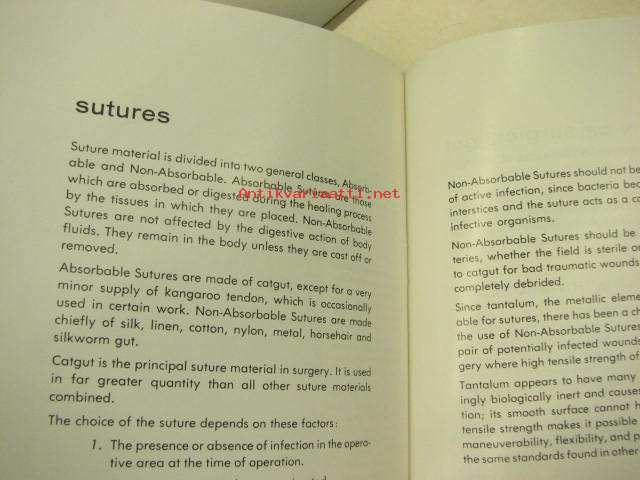 sutures
Suture material is divided into two general classes, Absorb-
able and Non-Absorbable. Absorbable Sutures are those
which are absorbed or digested during the healing process
by the tissues in which they are placed. Non-Absorbable
Sutures are not affected by the digestive action of body
fluids. They remain in the body unless they are cast off or
removed.
Absorbable Sutures are made of catgut, except for a very
minor supply of kangaroo tendon, which is occasionally
used in certain work. Non-Absorbable Sutures are made
chiefly of silk, linen, cotton, nylon, metal, horsehair and
silkworm gut.
Catgut is the principal suture material in surgery. It is used
in far greater quantity than all other suture materials
combined.
The choice of the suture depends on these factors:
1. The presence or absence of infection in the opera-
tive area at the time of operation.
Antikvariaatti.net
Non-Absorbable Sutures should not be
of active infection, since bacteria bec
interstices and the suture acts as a co
infective organisms.
Non-Absorbable Sutures should be
teries, whether the field is sterile or
to catgut for bad traumatic wounds
completely debrided.
Since tantalum, the metallic eleme
able for sutures, there has been a ch
the use of Non-Absorbable Sutures
pair of potentially infected wound
gery where high tensile strength of
Tantalum appears to have many
ingly biologically inert and causes
tion; its smooth surface cannot h
tensile strength makes it possible
maneuverability, flexibility, and p
the same standards found in other